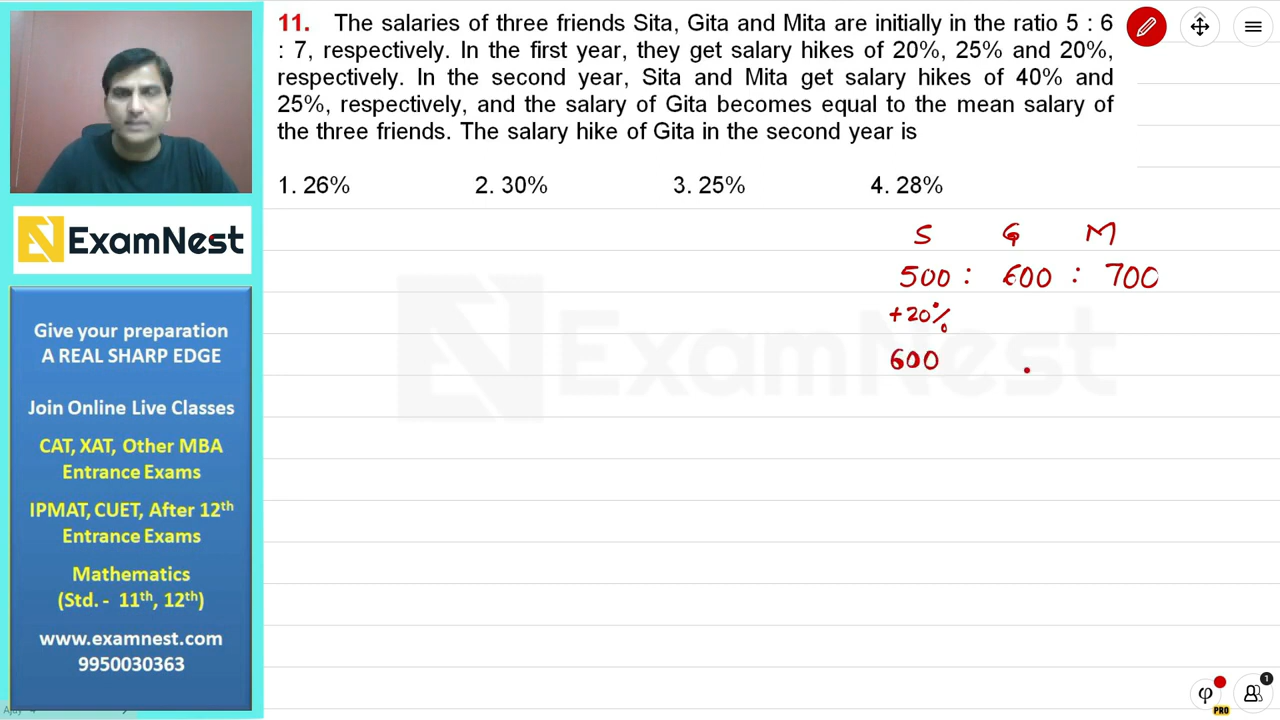 11. The salaries of three friends Sita, Gita and Mita are initially in the ratio 5 : 6
: 7, respectively. In the first year, they get salary hikes of 20%, 25% and 20%,
respectively. In the second year, Sita and Mita get salary hikes of 40% and
25%, respectively, and the salary of Gita becomes equal to the mean salary of
the three friends. The salary hike of Gita in the second year is
1. 26% 2. 30% 3. 25% 4. 28%
S G M
500 : 600 : 700
+20%
600
ExamNest
ExamNest
Give your preparation
A REAL SHARP EDGE
Join Online Live Classes
CAT, XAT, Other MBA
Entrance Exams
IPMAT, CUET, After 12th
Entrance Exams
Mathematics
(Std. - 11th, 12th)
www.examnest.com
9950030363
φ
PRO
1